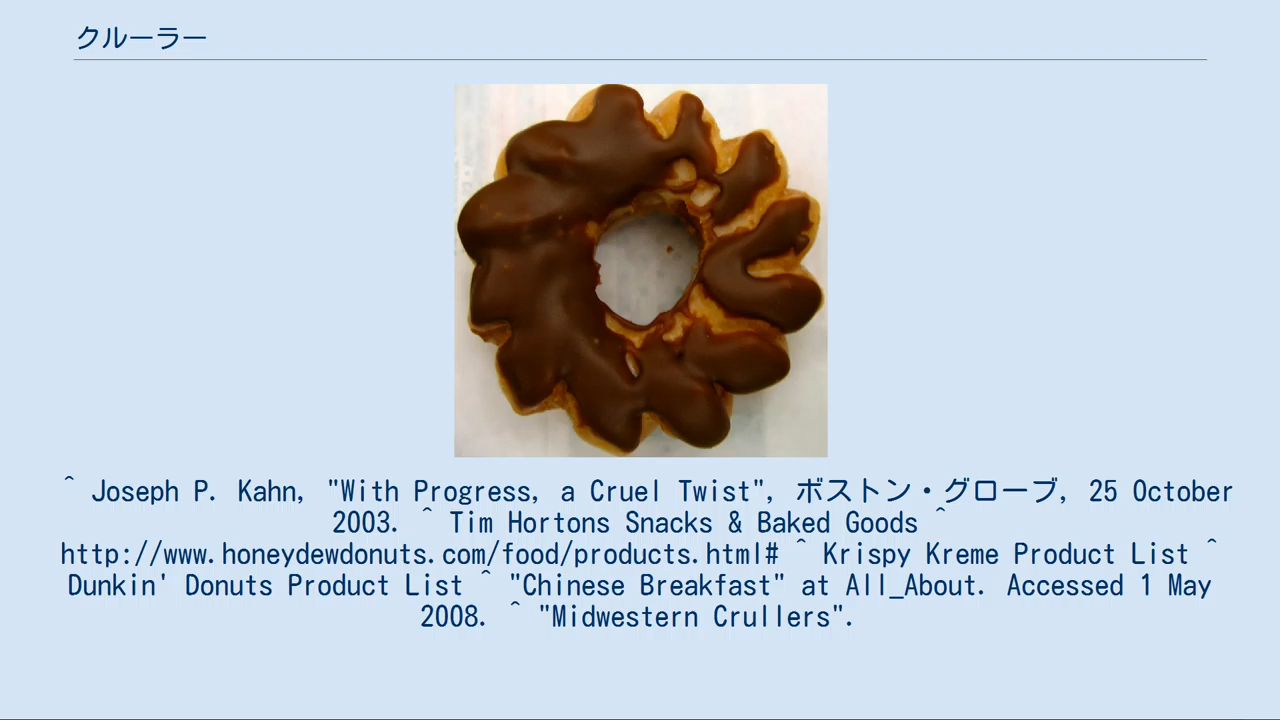 クルーラー
^ Joseph P. Kahn, "With Progress, a Cruel Twist", ボストン・グローブ, 25 October
2003. ^ Tim Hortons Snacks & Baked Goods ^
http://www.honeydewdonuts.com/food/products.html# ^ Krispy Kreme Product List ^
Dunkin' Donuts Product List ^ "Chinese Breakfast" at All_About. Accessed 1 May
2008. ^ "Midwestern Crullers".